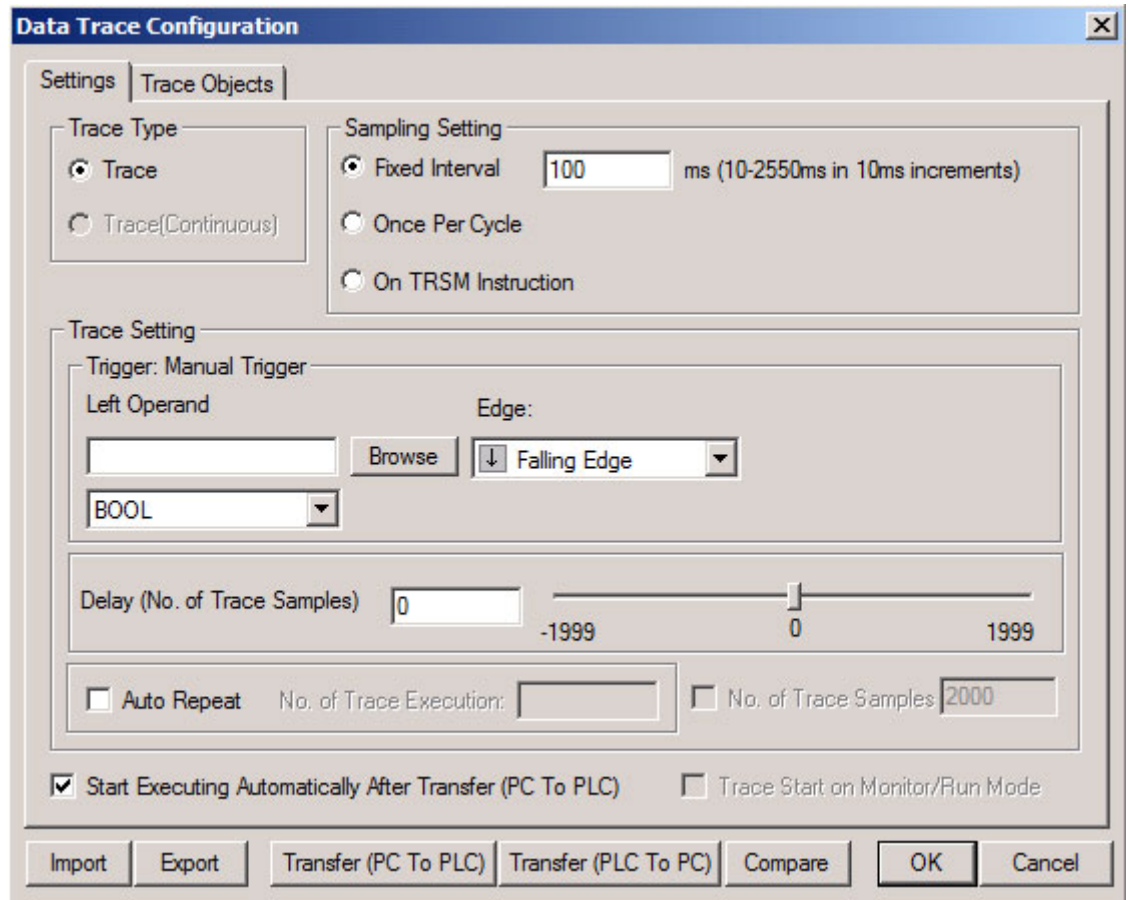 Data Trace Configuration
Settings
Trace Objects
Trace Type
Trace
Trace(Continuous)
Sampling Setting
Fixed Interval 100 ms (10-2550ms in 10ms increments)
Once Per Cycle
On TRSM Instruction
Trace Setting
Trigger: Manual Trigger
Left Operand
Edge:
Browse
Falling Edge
BOOL
Delay (No. of Trace Samples) 0
-1999 0 1999
Auto Repeat No. of Trace Execution:
No. of Trace Samples 2000
Start Executing Automatically After Transfer (PC To PLC)
Trace Start on Monitor/Run Mode
Import
Export
Transfer (PC To PLC)
Transfer (PLC To PC)
Compare
OK
Cancel